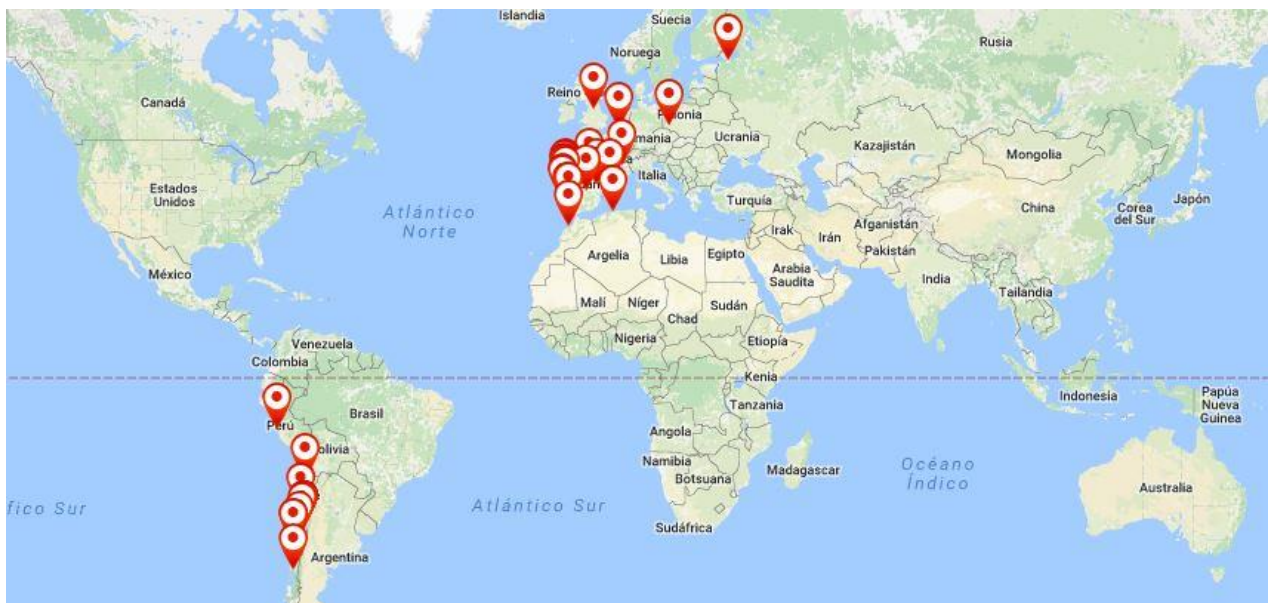 Islandia
Suecia
Noruega
Rusia
Reino
Canadá
Polonia
mania
Ucrania
Kazajistán
Mongolia
Estados
Unidos
Italia
Turquía
China
Corea
del Sur
Japón
Atlántico
Norte
Afganistán
Irak
Irán
Pakistán
México
Argelia
Libia
Egipto
Arabia
Saudita
India
Tailandia
Malí
Níger
Chad
Sudán
Nigeria
Etiopía
Venezuela
Colombia
Kenia
Indonesia
Papúa
Nueva
Guinea
Brasil
Tanzania
Perú
olivia
Angola
Namibia
Botsuana
Madagascar
Océano
Índico
Australia
fico Sur
Atlántico Sur
Sudáfrica
Argentina